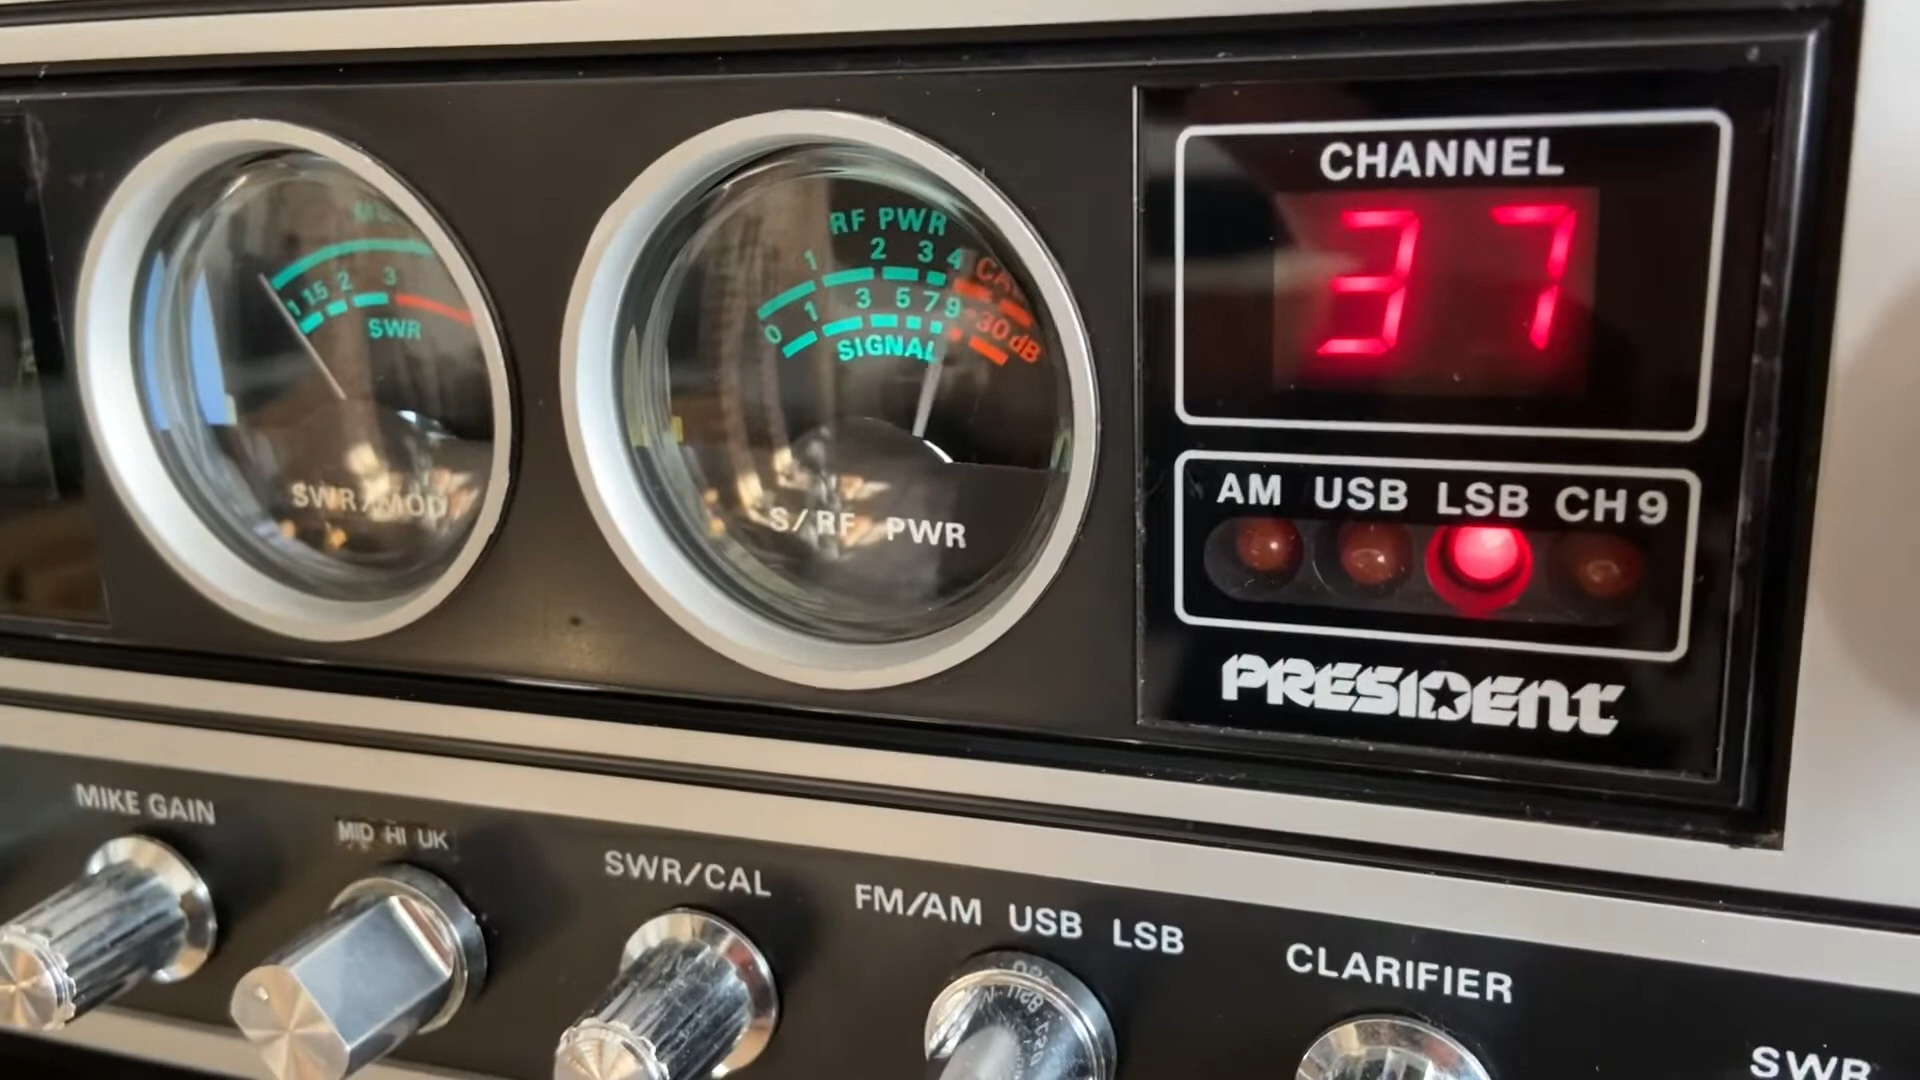 1 1.5 2 3
SWR
SWR/MOD
RF PWR
1 2 3 4
0 1 3 5 7 9 30dB
SIGNAL
S/RF PWR
CHANNEL
37
AM USB LSB CH9
PRESIDENT
MIKE GAIN
MID HI UK
SWR/CAL
FM/AM USB LSB
CLARIFIER
SWR